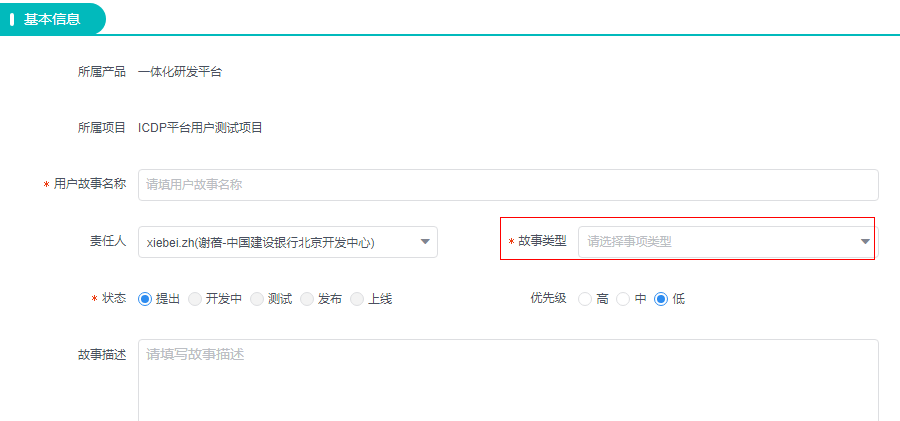 基本信息
所属产品 一体化研发平台
所属项目 ICDP平台用户测试项目
* 用户故事名称 请填用户故事名称
责任人 xiebei.zh(谢蓓-中国建设银行北京开发中心) * 故事类型 请选择事项类型
* 状态 提出 开发中 测试 发布 上线 优先级 高 中 低
故事描述 请填写故事描述